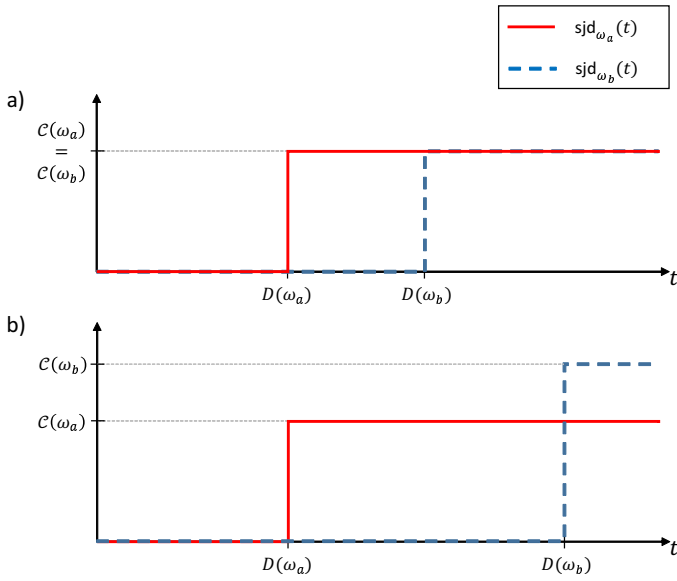 sjd_{ω_a}(t)
sjd_{ω_b}(t)
a)
𝒞(ω_a)
=
𝒞(ω_b)
D(ω_a)
D(ω_b)
t
b)
𝒞(ω_b)
𝒞(ω_a)
D(ω_a)
D(ω_b)
t